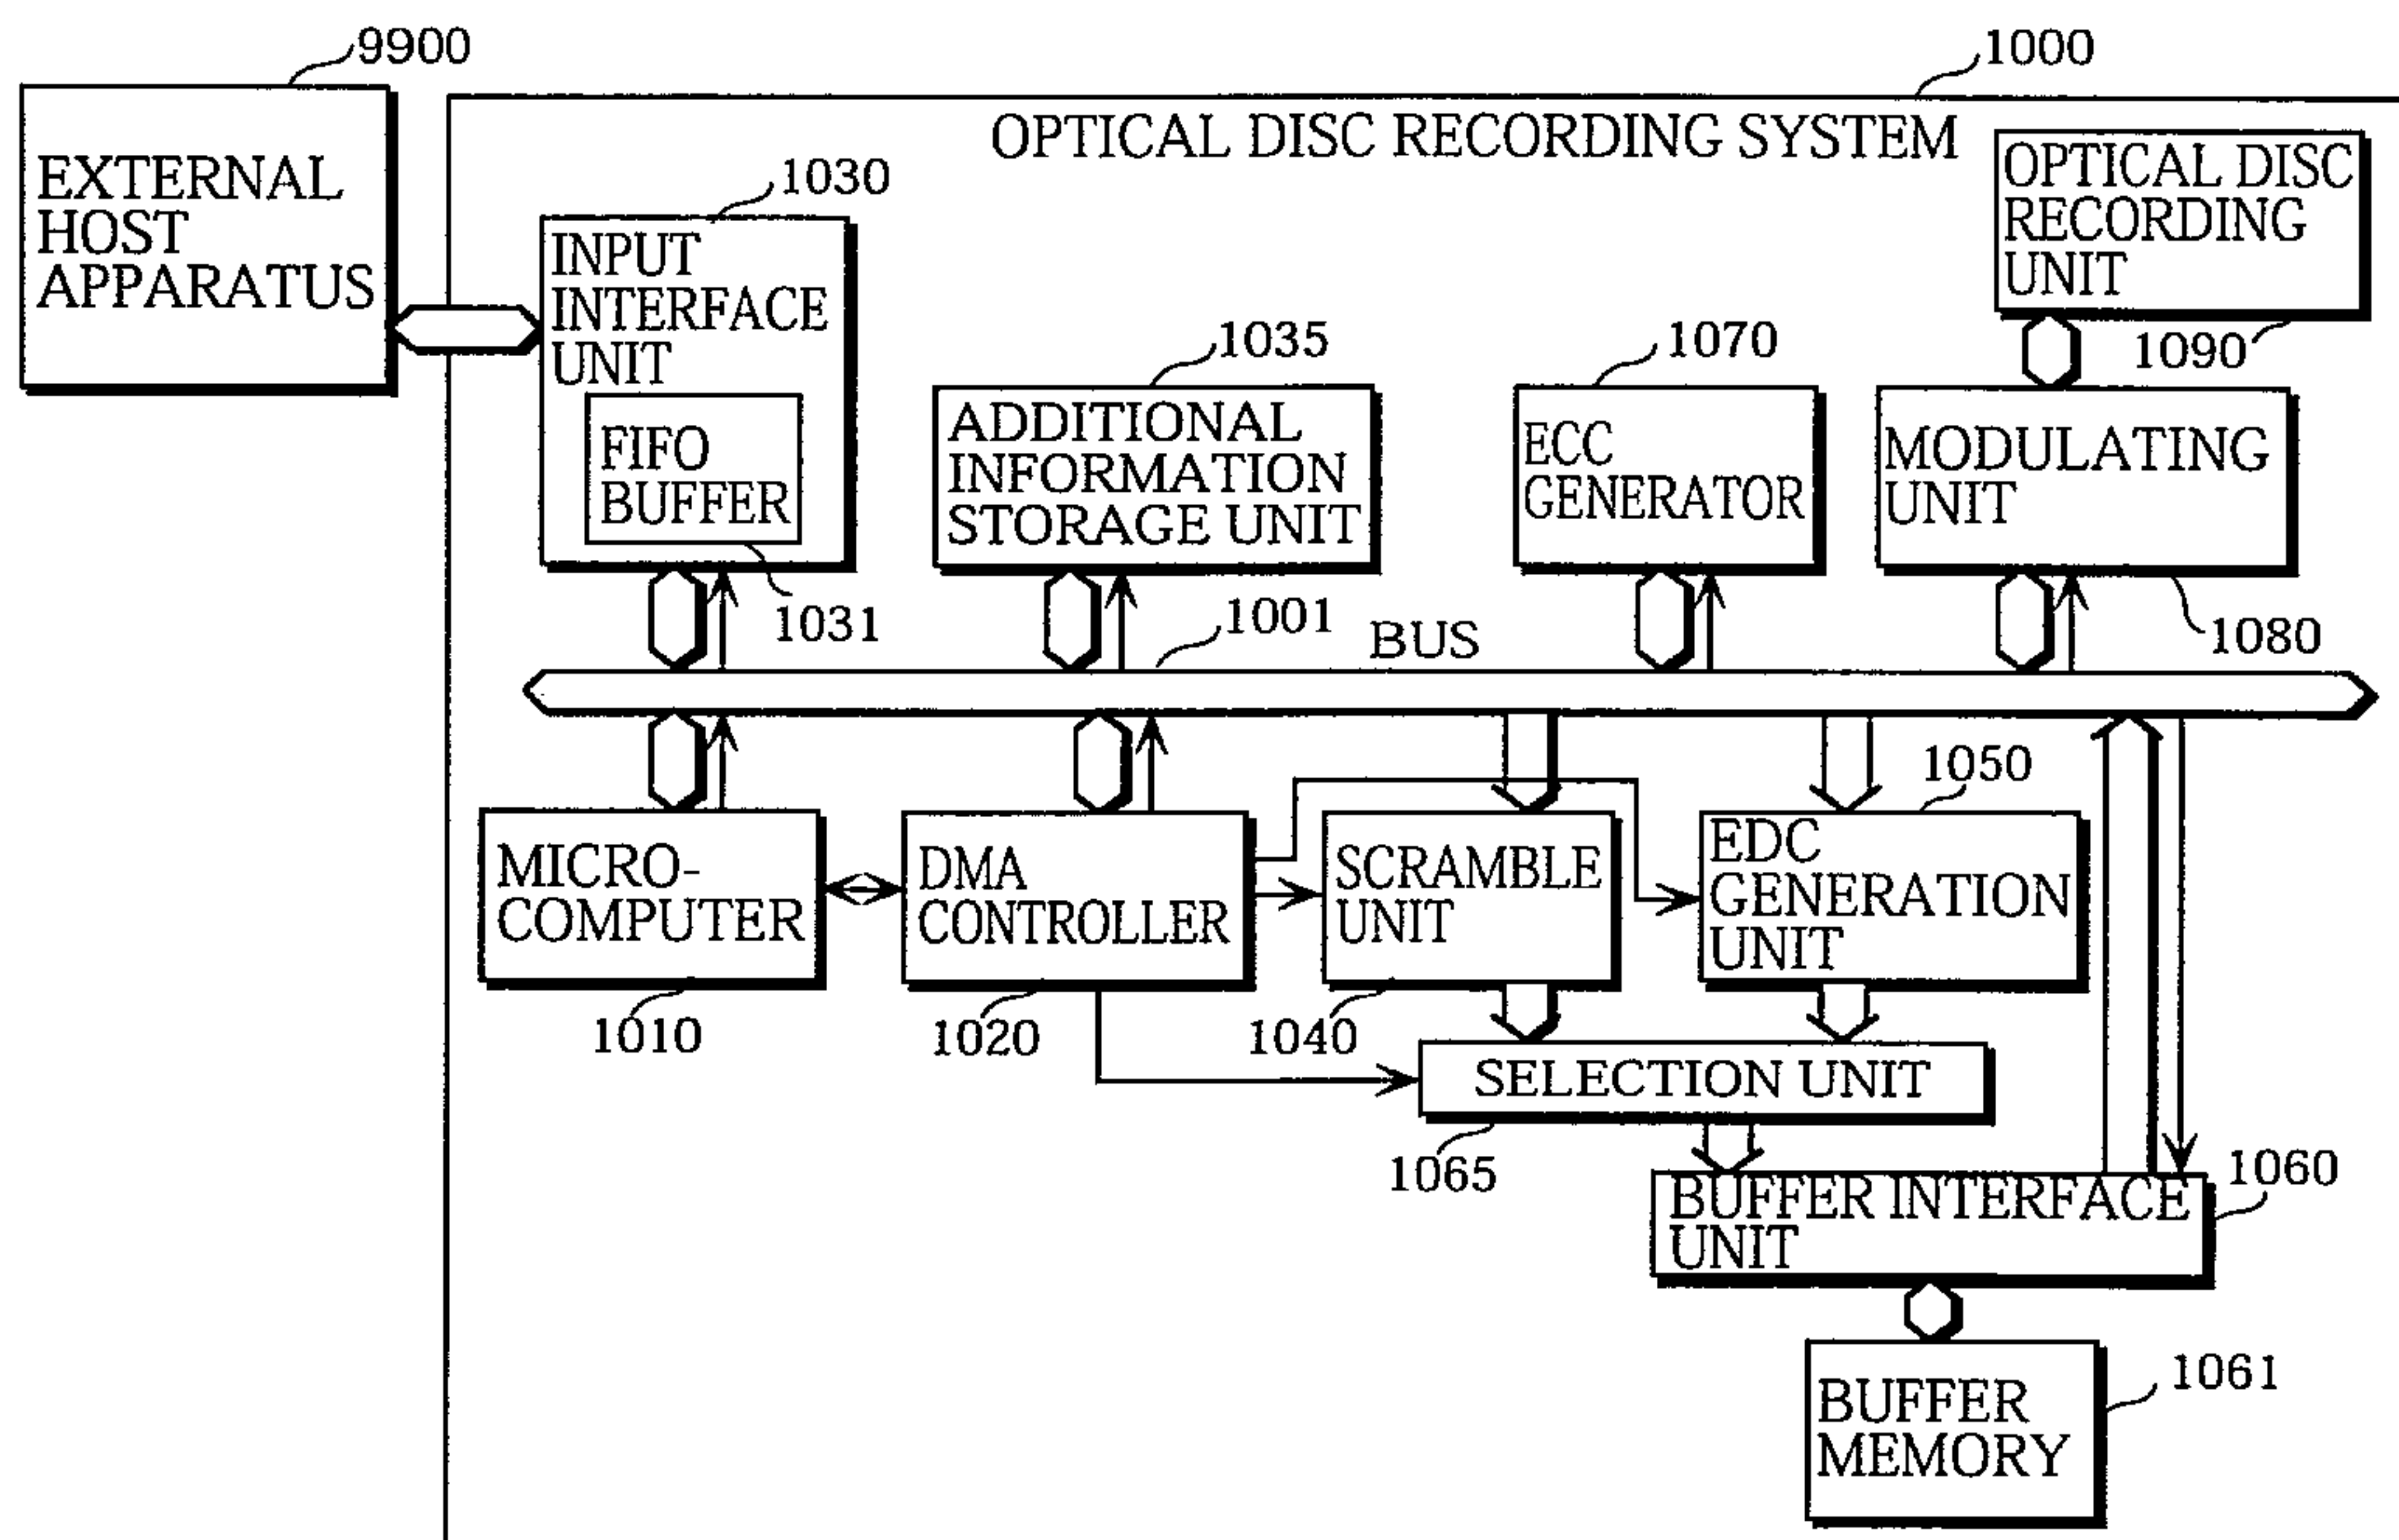 9900
1000
OPTICAL DISC RECORDING SYSTEM
EXTERNAL
HOST
APPARATUS
1030
INPUT
INTERFACE
UNIT
FIFO
BUFFER
1031
1035
ADDITIONAL
INFORMATION
STORAGE UNIT
1070
ECC
GENERATOR
OPTICAL DISC
RECORDING
UNIT
1090
MODULATING
UNIT
1080
1001
BUS
MICRO-
COMPUTER
1010
DMA
CONTROLLER
1020
SCRAMBLE
UNIT
1040
1050
EDC
GENERATION
UNIT
SELECTION UNIT
1065
1060
BUFFER INTERFACE
UNIT
BUFFER
MEMORY
1061